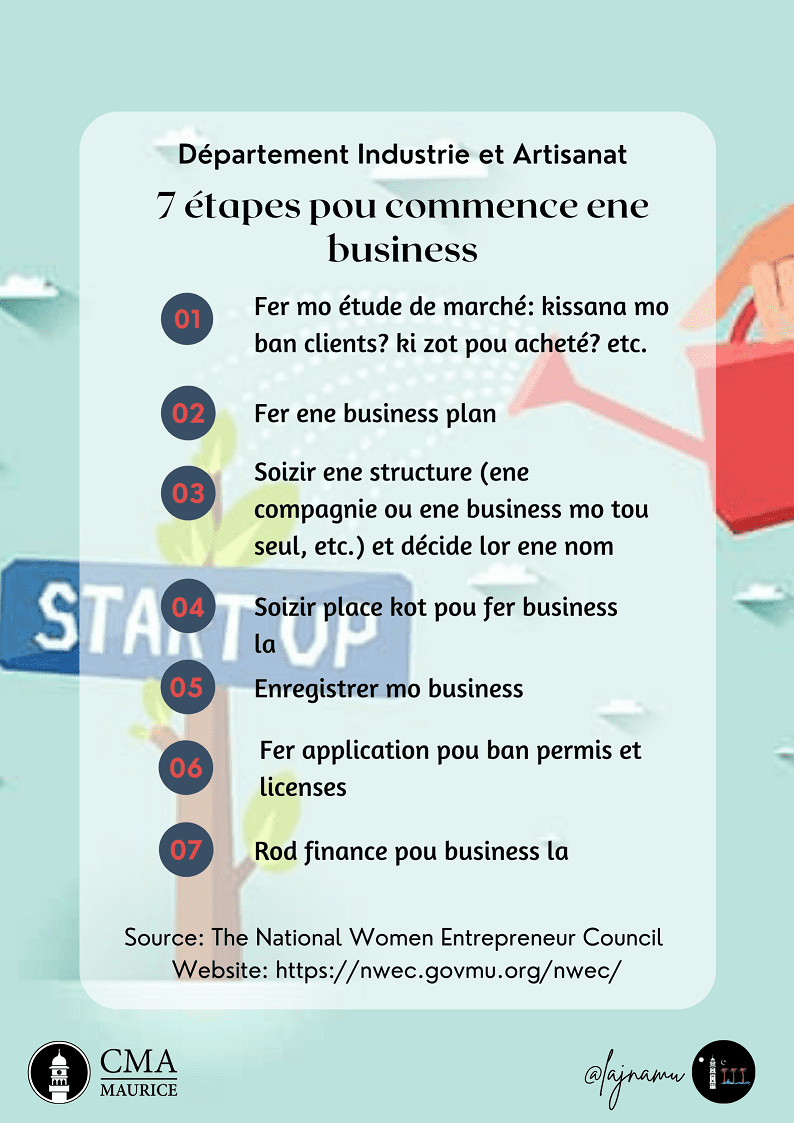 Département Industrie et Artisanat
7 étapes pou commence ene
business
01
Fer mo étude de marché: kissana mo
ban clients? ki zot pou acheté? etc.
02
Fer ene business plan
03
Soizir ene structure (ene
compagnie ou ene business mo tou
seul, etc.) et décide lor ene nom
START UP
04
Soizir place kot pou fer business
la
05
Enregistrer mo business
06
Fer application pou ban permis et
licenses
07
Rod finance pou business la
Source: The National Women Entrepreneur Council
Website: https://nwec.govmu.org/nwec/
CMA
MAURICE
@lajnamu